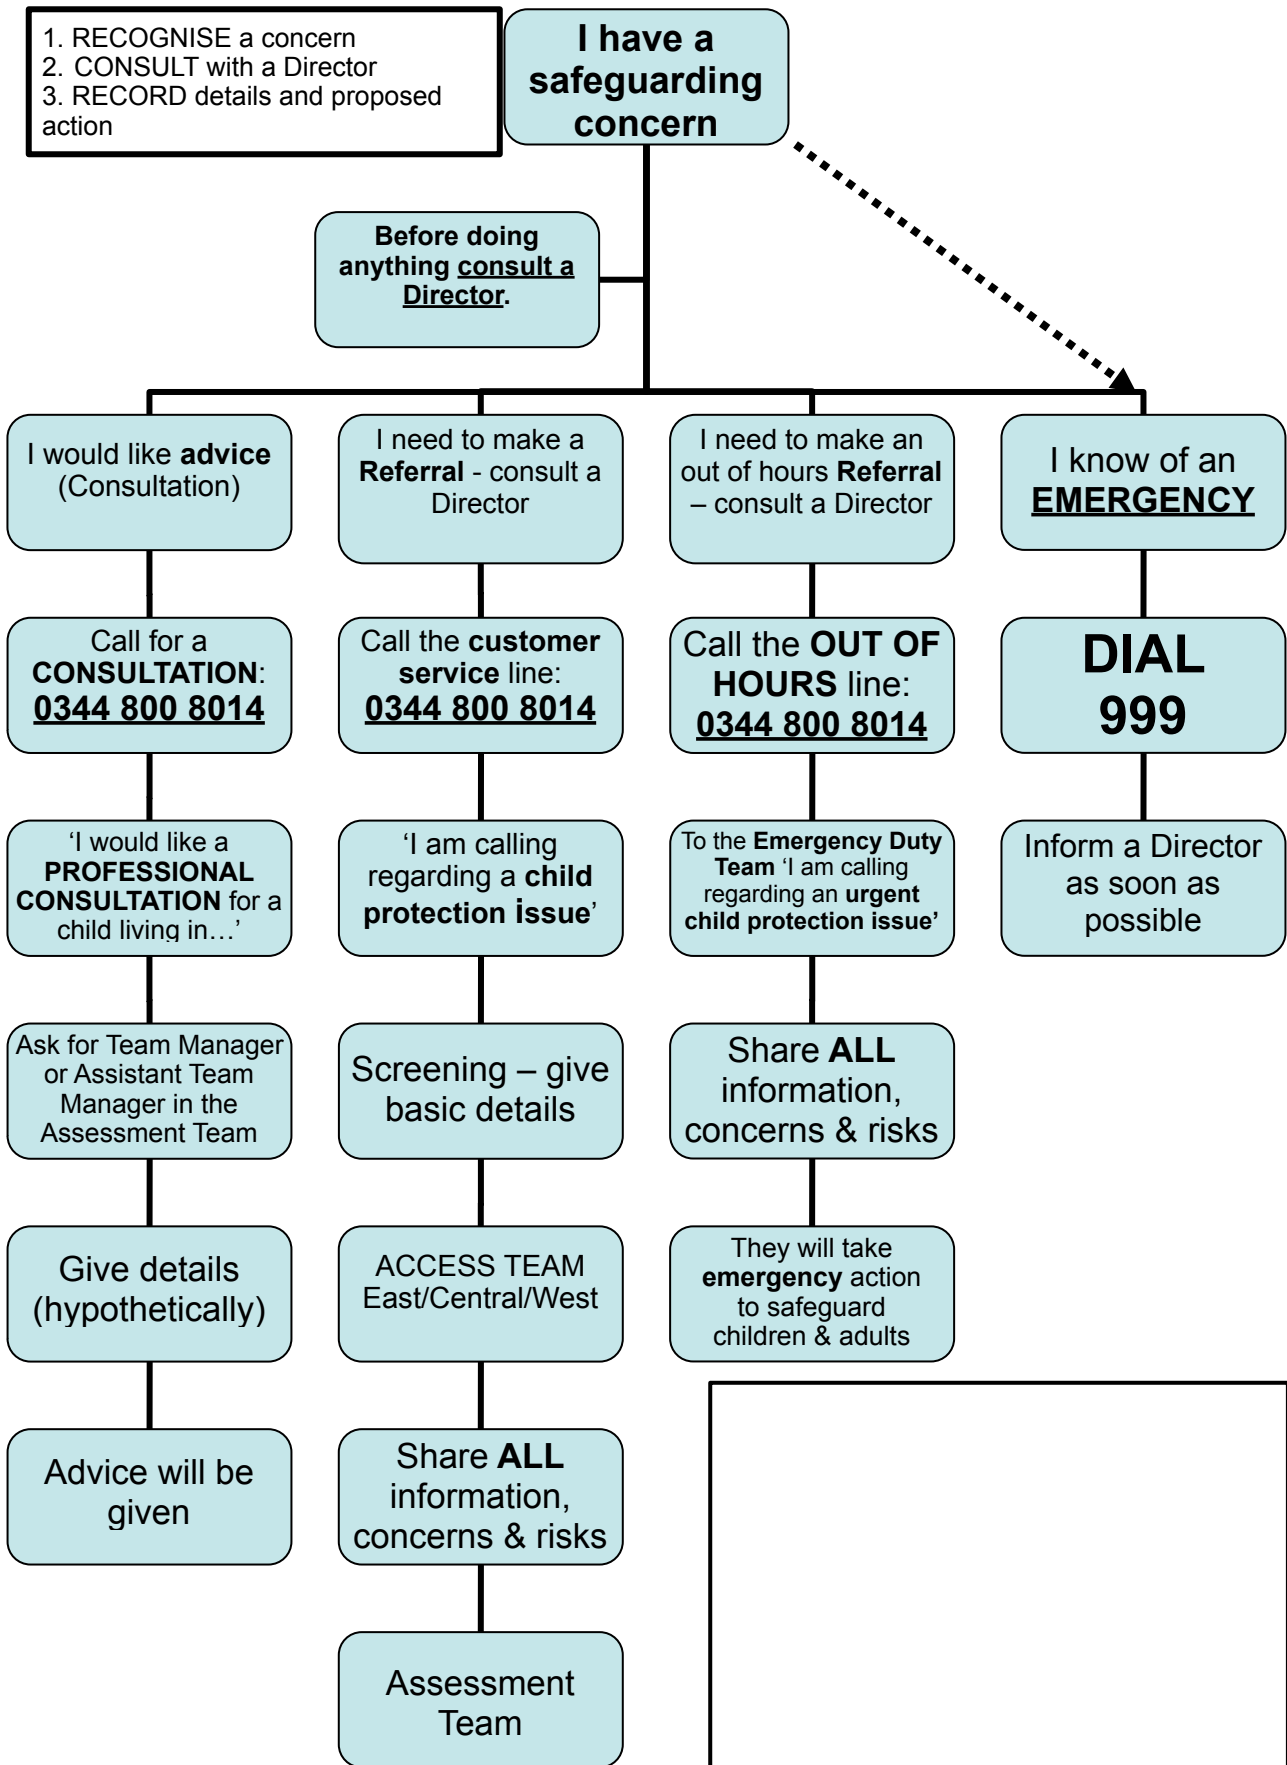 1. RECOGNISE a concern
2. CONSULT with a Director
3. RECORD details and proposed
action
I have a
safeguarding
concern
Before doing
anything consult a
Director.
I would like advice
(Consultation)
Call for a
CONSULTATION:
0344 800 8014
‘I would like a
PROFESSIONAL
CONSULTATION for a
child living in…’
Ask for Team Manager
or Assistant Team
Manager in the
Assessment Team
Give details
(hypothetically)
Advice will be
given
I need to make a
Referral - consult a
Director
Call the customer
service line:
0344 800 8014
‘I am calling
regarding a child
protection issue’
Screening – give
basic details
ACCESS TEAM
East/Central/West
Share ALL
information,
concerns & risks
Assessment
Team
I need to make an
out of hours Referral
– consult a Director
Call the OUT OF
HOURS line:
0344 800 8014
To the Emergency Duty
Team ‘I am calling
regarding an urgent
child protection issue’
Share ALL
information,
concerns & risks
They will take
emergency action
to safeguard
children & adults
I know of an
EMERGENCY
DIAL
999
Inform a Director
as soon as
possible